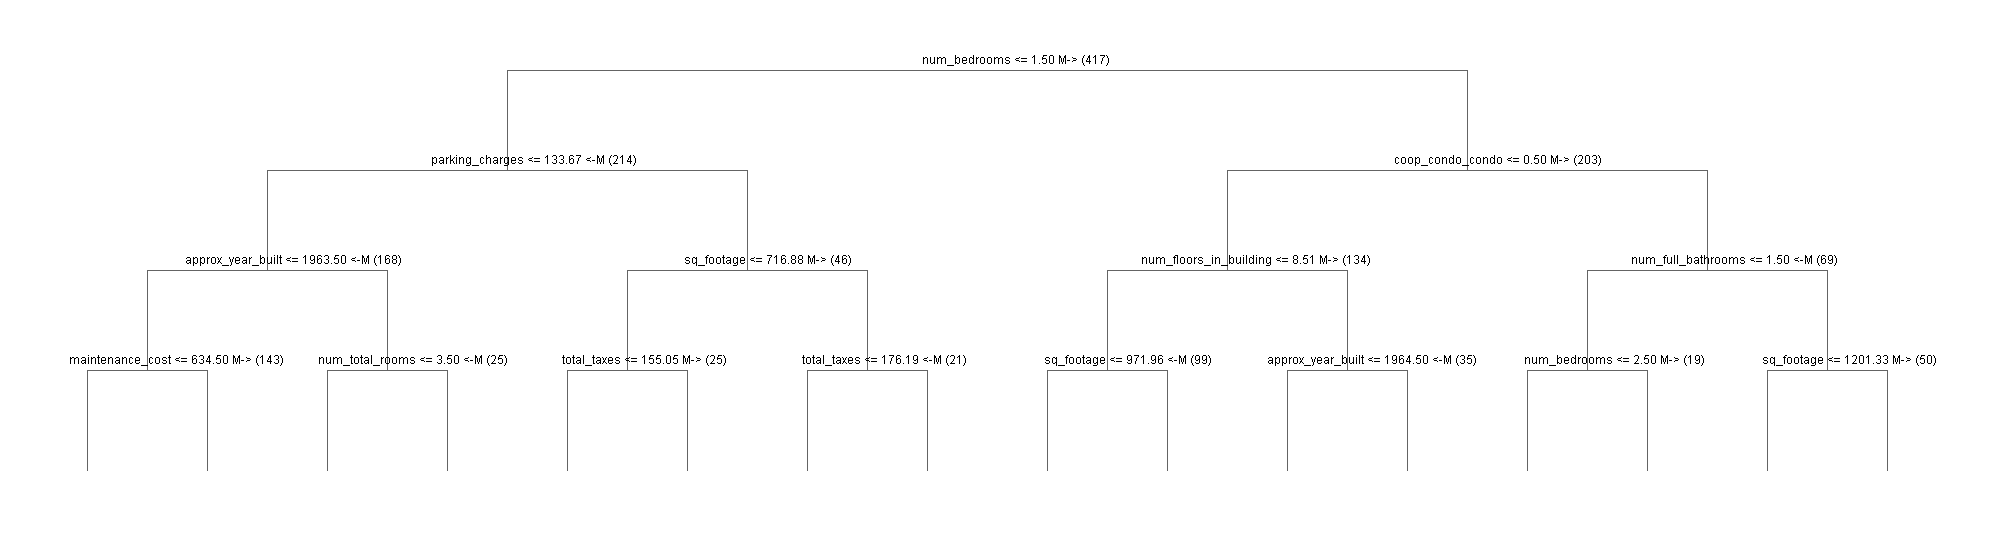 num_bedrooms <= 1.50 M-> (417)
parking_charges <= 133.67 <-M (214)
coop_condo_condo <= 0.50 M-> (203)
approx_year_built <= 1963.50 <-M (168)
sq_footage <= 716.88 M-> (46)
num_floors_in_building <= 8.51 M-> (134)
num_full_bathrooms <= 1.50 <-M (69)
maintenance_cost <= 634.50 M-> (143)
num_total_rooms <= 3.50 <-M (25)
total_taxes <= 155.05 M-> (25)
total_taxes <= 176.19 <-M (21)
sq_footage <= 971.96 <-M (99)
approx_year_built <= 1964.50 <-M (35)
num_bedrooms <= 2.50 M-> (19)
sq_footage <= 1201.33 M-> (50)